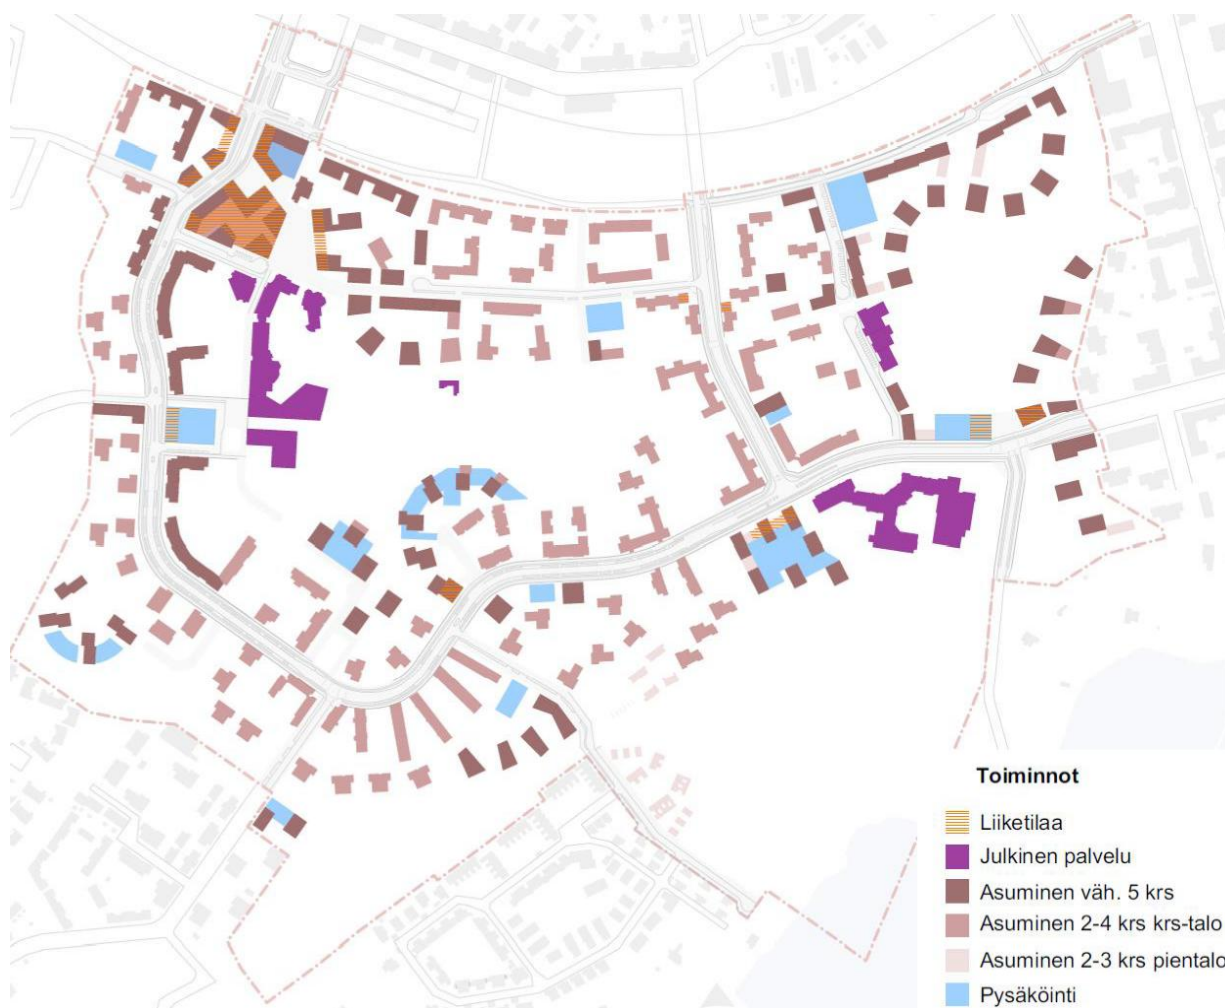 Toiminnot
Liiketilaa
Julkinen palvelu
Asuminen väh. 5 krs
Asuminen 2-4 krs krs-talo
Asuminen 2-3 krs pientalo
Pysäköinti